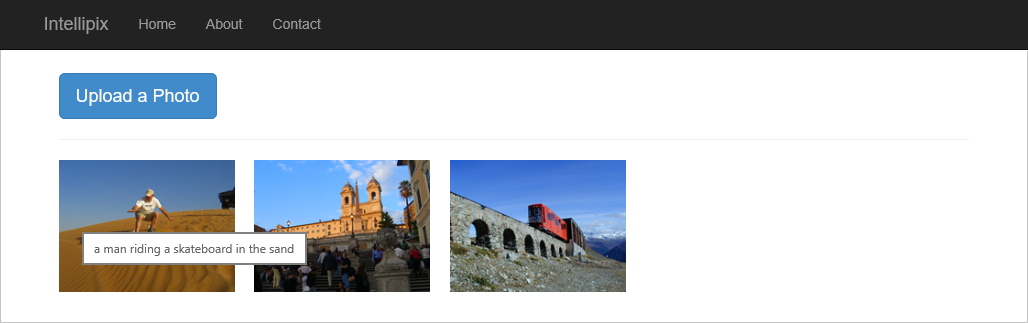 Intellipix Home About Contact
Upload a Photo
a man riding a skateboard in the sand